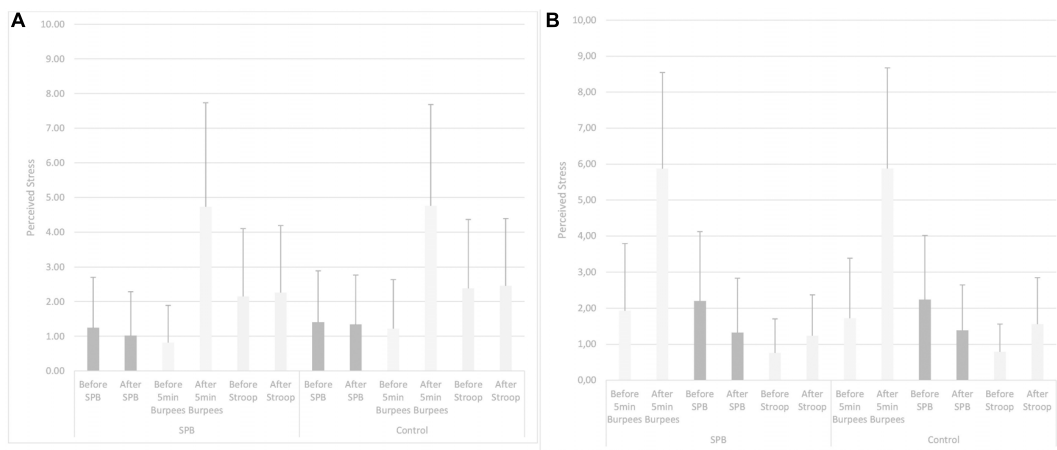 A
10.00
9.00
8.00
7.00
6.00
5.00
4.00
3.00
2.00
1.00
0.00
Perceived Stress
Before After Before After Before After Before After Before After Before After
SPB SPB 5min 5min Stroop Stroop SPB SPB 5min 5min Stroop Stroop
Burpees Burpees Burpees Burpees
SPB Control
B
10,00
9,00
8,00
7,00
6,00
5,00
4,00
3,00
2,00
1,00
0,00
Perceived Stress
Before After Before After Before After Before After Before After Before After
5min 5min SPB SPB Stroop Stroop 5min 5min SPB SPB Stroop Stroop
Burpees Burpees Burpees Burpees
SPB Control